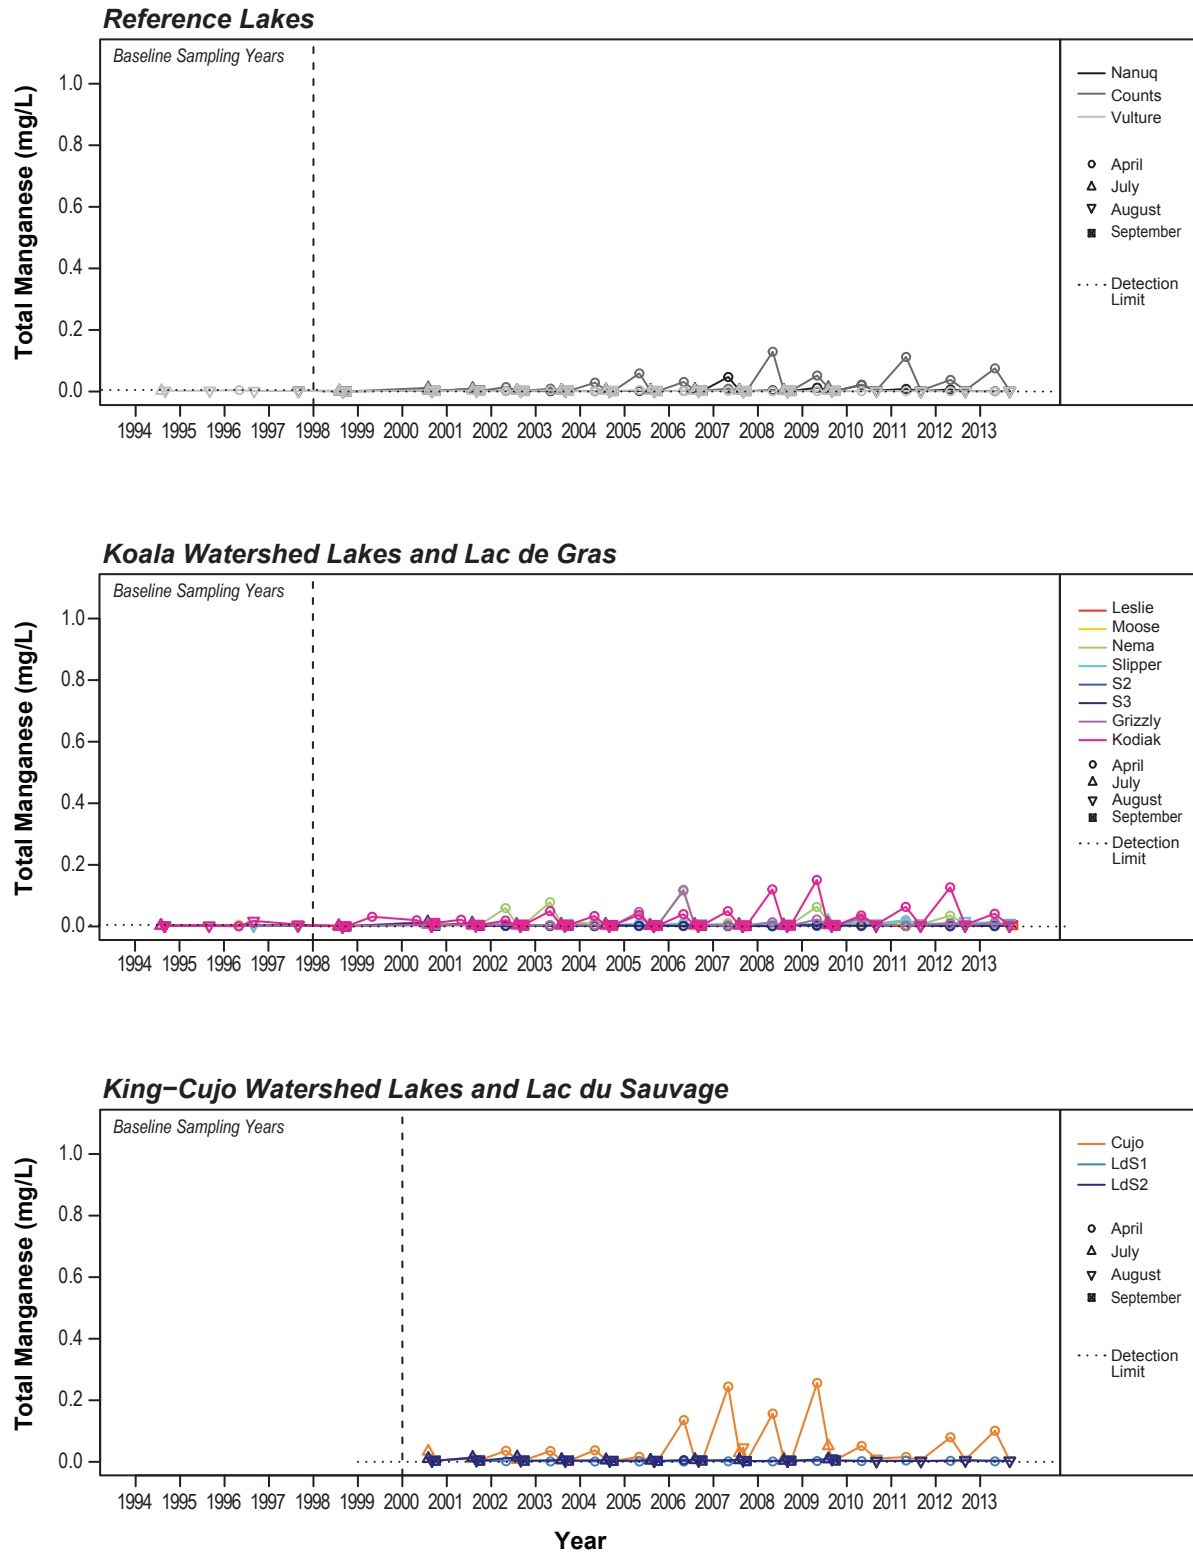 Reference Lakes
Baseline Sampling Years
Total Manganese (mg/L)
1.0
0.8
0.6
0.4
0.2
0.0
1994 1995 1996 1997 1998 1999 2000 2001 2002 2003 2004 2005 2006 2007 2008 2009 2010 2011 2012 2013
Nanuq
Counts
Vulture
April
July
August
September
Detection
Limit
Koala Watershed Lakes and Lac de Gras
Baseline Sampling Years
Total Manganese (mg/L)
1.0
0.8
0.6
0.4
0.2
0.0
1994 1995 1996 1997 1998 1999 2000 2001 2002 2003 2004 2005 2006 2007 2008 2009 2010 2011 2012 2013
Leslie
Moose
Nema
Slipper
S2
S3
Grizzly
Kodiak
April
July
August
September
Detection
Limit
King−Cujo Watershed Lakes and Lac du Sauvage
Baseline Sampling Years
Total Manganese (mg/L)
1.0
0.8
0.6
0.4
0.2
0.0
1994 1995 1996 1997 1998 1999 2000 2001 2002 2003 2004 2005 2006 2007 2008 2009 2010 2011 2012 2013
Cujo
LdS1
LdS2
April
July
August
September
Detection
Limit
Year